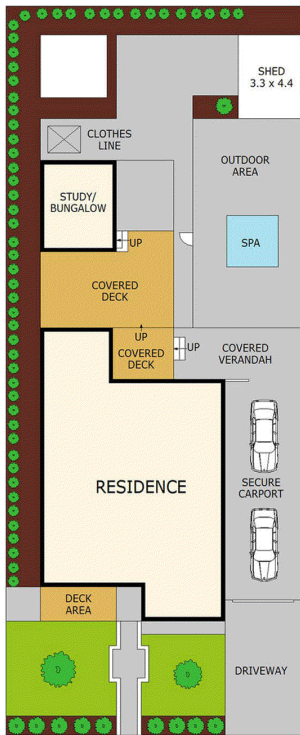 SHED
3.3 x 4.4
CLOTHES
LINE
OUTDOOR
AREA
STUDY/
BUNGALOW
SPA
UP
COVERED
DECK
UP
COVERED
DECK
UP
COVERED
VERANDAH
RESIDENCE
SECURE
CARPORT
DECK
AREA
DRIVEWAY